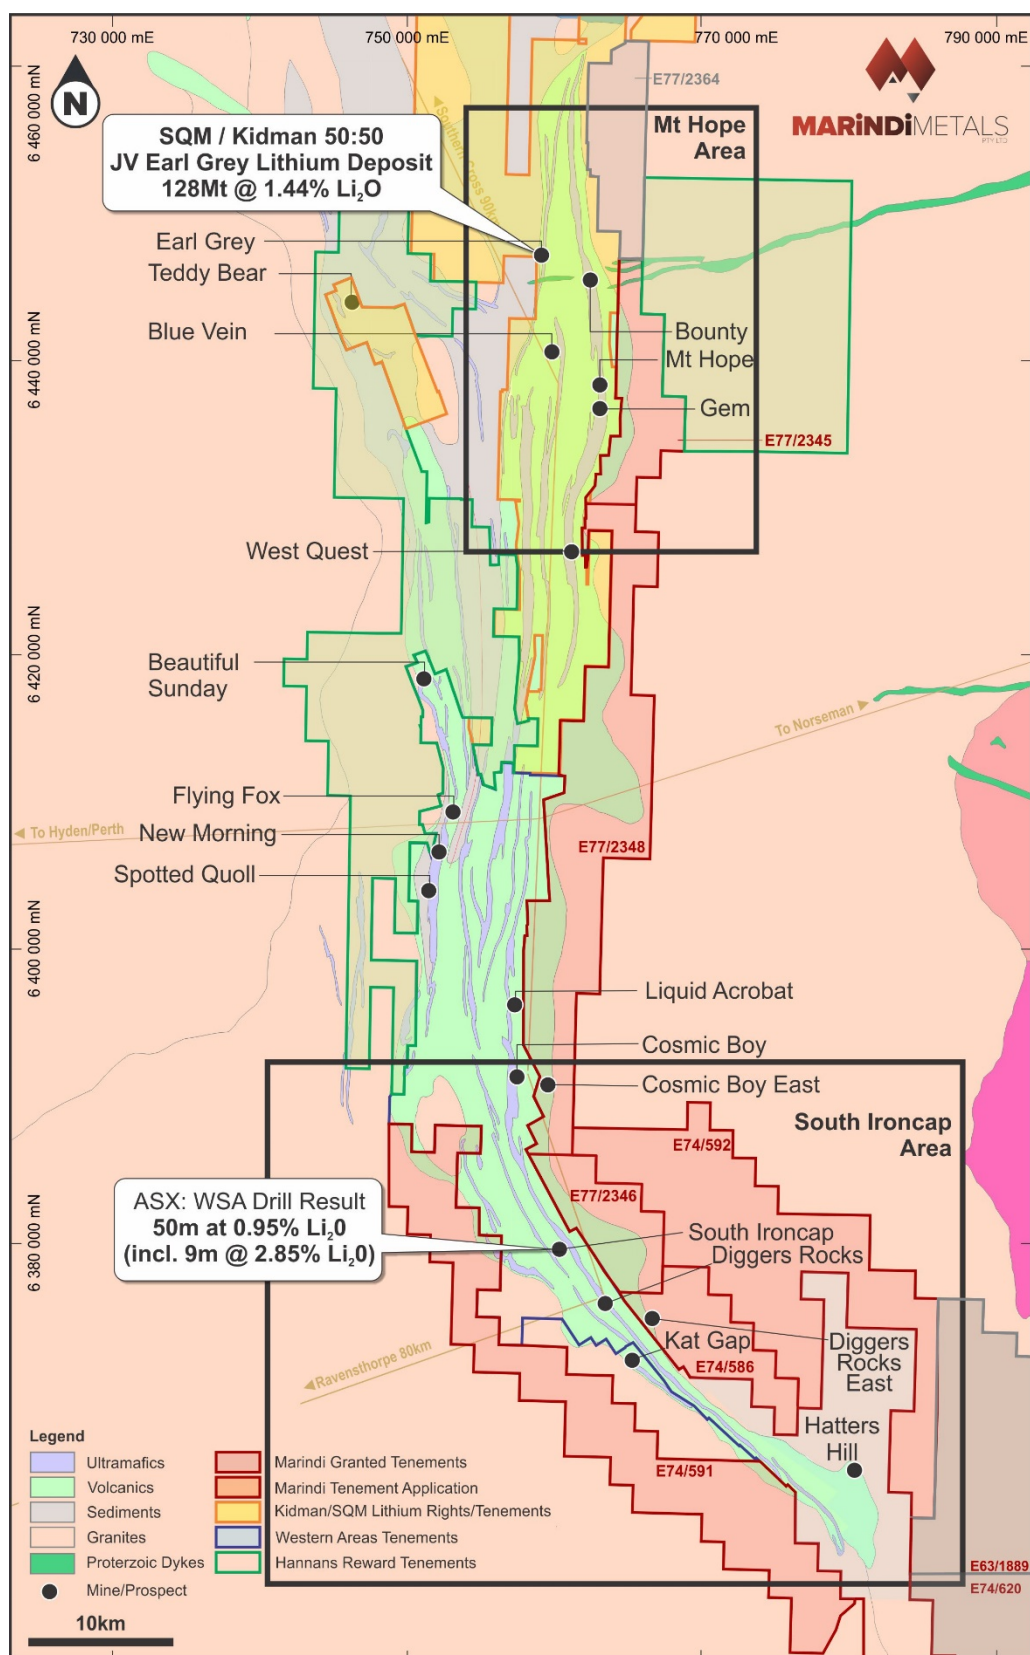 730 000 mE
750 000 mE
770 000 mE
790 000 mE
6 460 000 mN
6 440 000 mN
6 420 000 mN
6 400 000 mN
6 380 000 mN
N
MARiNDiMETALS
PTY LTD
E77/2364
Mt Hope
Area
SQM / Kidman 50:50
JV Earl Grey Lithium Deposit
128Mt @ 1.44% Li₂O
Southern Cross 90km
Earl Grey
Teddy Bear
Blue Vein
Bounty
Mt Hope
Gem
E77/2345
West Quest
Beautiful
Sunday
To Norseman
Flying Fox
To Hyden/Perth
New Morning
Spotted Quoll
E77/2348
Liquid Acrobat
Cosmic Boy
Cosmic Boy East
South Ironcap
Area
E74/592
E77/2346
ASX: WSA Drill Result
50m at 0.95% Li₂0
(incl. 9m @ 2.85% Li₂0)
South Ironcap
Diggers Rocks
Kat Gap
Diggers
Rocks
East
E74/586
Ravensthorpe 80km
Hatters
Hill
E74/591
E63/1889
E74/620
Legend
Ultramafics
Volcanics
Sediments
Granites
Proterzoic Dykes
Mine/Prospect
Marindi Granted Tenements
Marindi Tenement Application
Kidman/SQM Lithium Rights/Tenements
Western Areas Tenements
Hannans Reward Tenements
10km